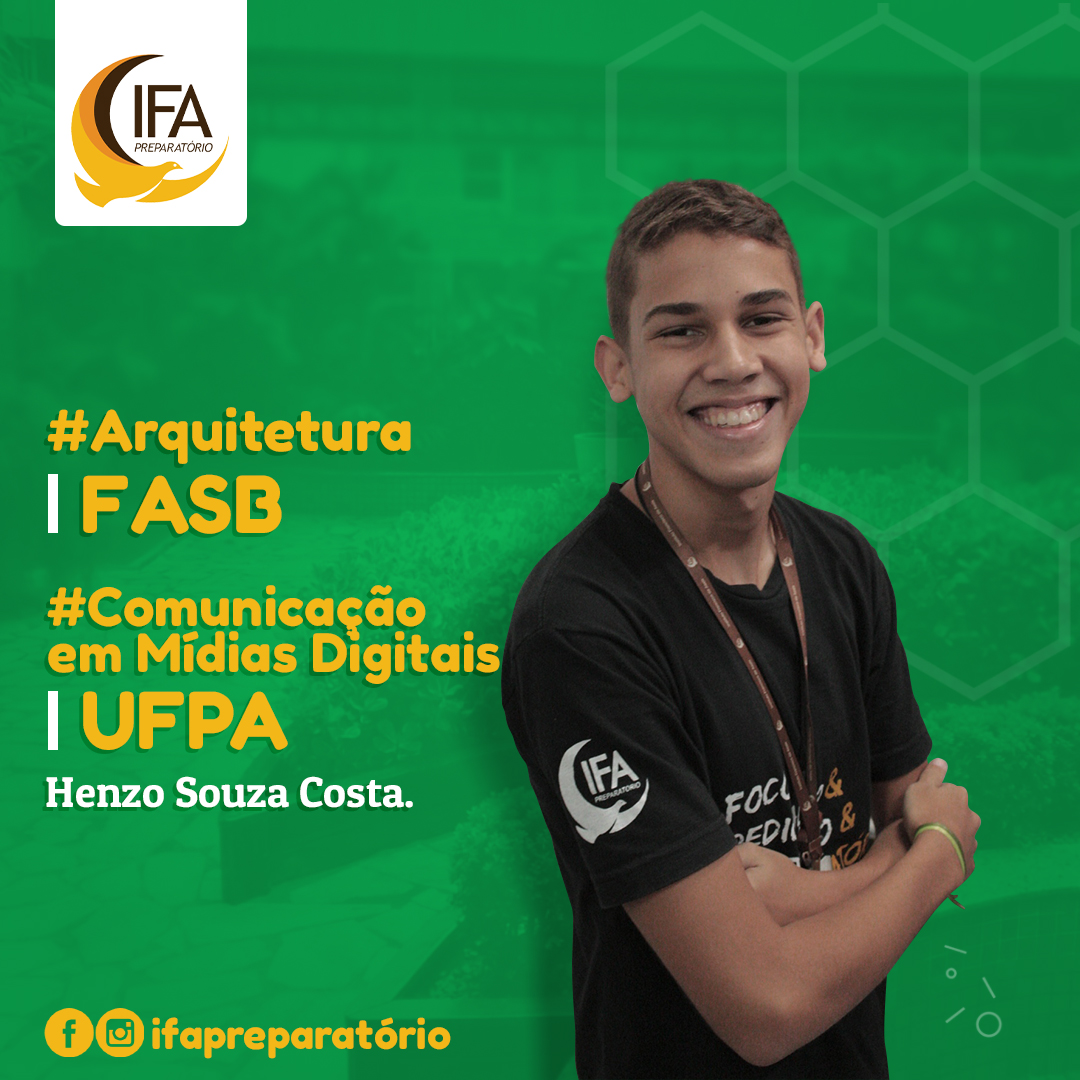 IFA
PREPARATÓRIO
#Arquitetura
FASB
#Comunicação
em Mídias Digitais
UFPA
Henzo Souza Costa.
IFA
PREPARATÓRIO
&
&
ifapreparatório